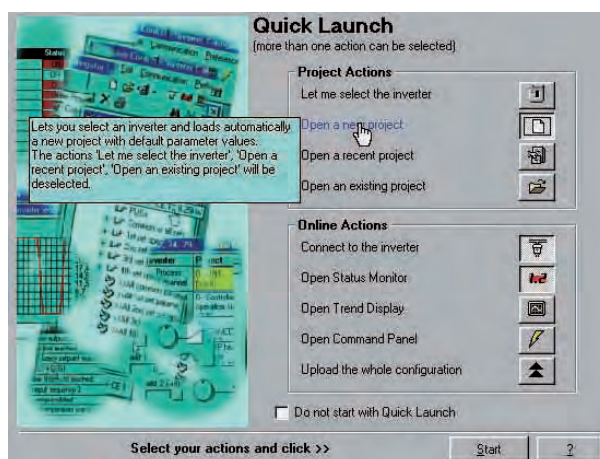 Quick Launch
(more than one action can be selected)
Project Actions
Let me select the inverter
Open a new project
Open a recent project
Open an existing project
Lets you select an inverter and loads automatically
a new project with default parameter values.
The actions 'Let me select the inverter', 'Open a
recent project', 'Open an existing project' will be
deselected.
Online Actions
Connect to the inverter
Open Status Monitor
Open Trend Display
Open Command Panel
Upload the whole configuration
Do not start with Quick Launch
Select your actions and click >>
Start
?